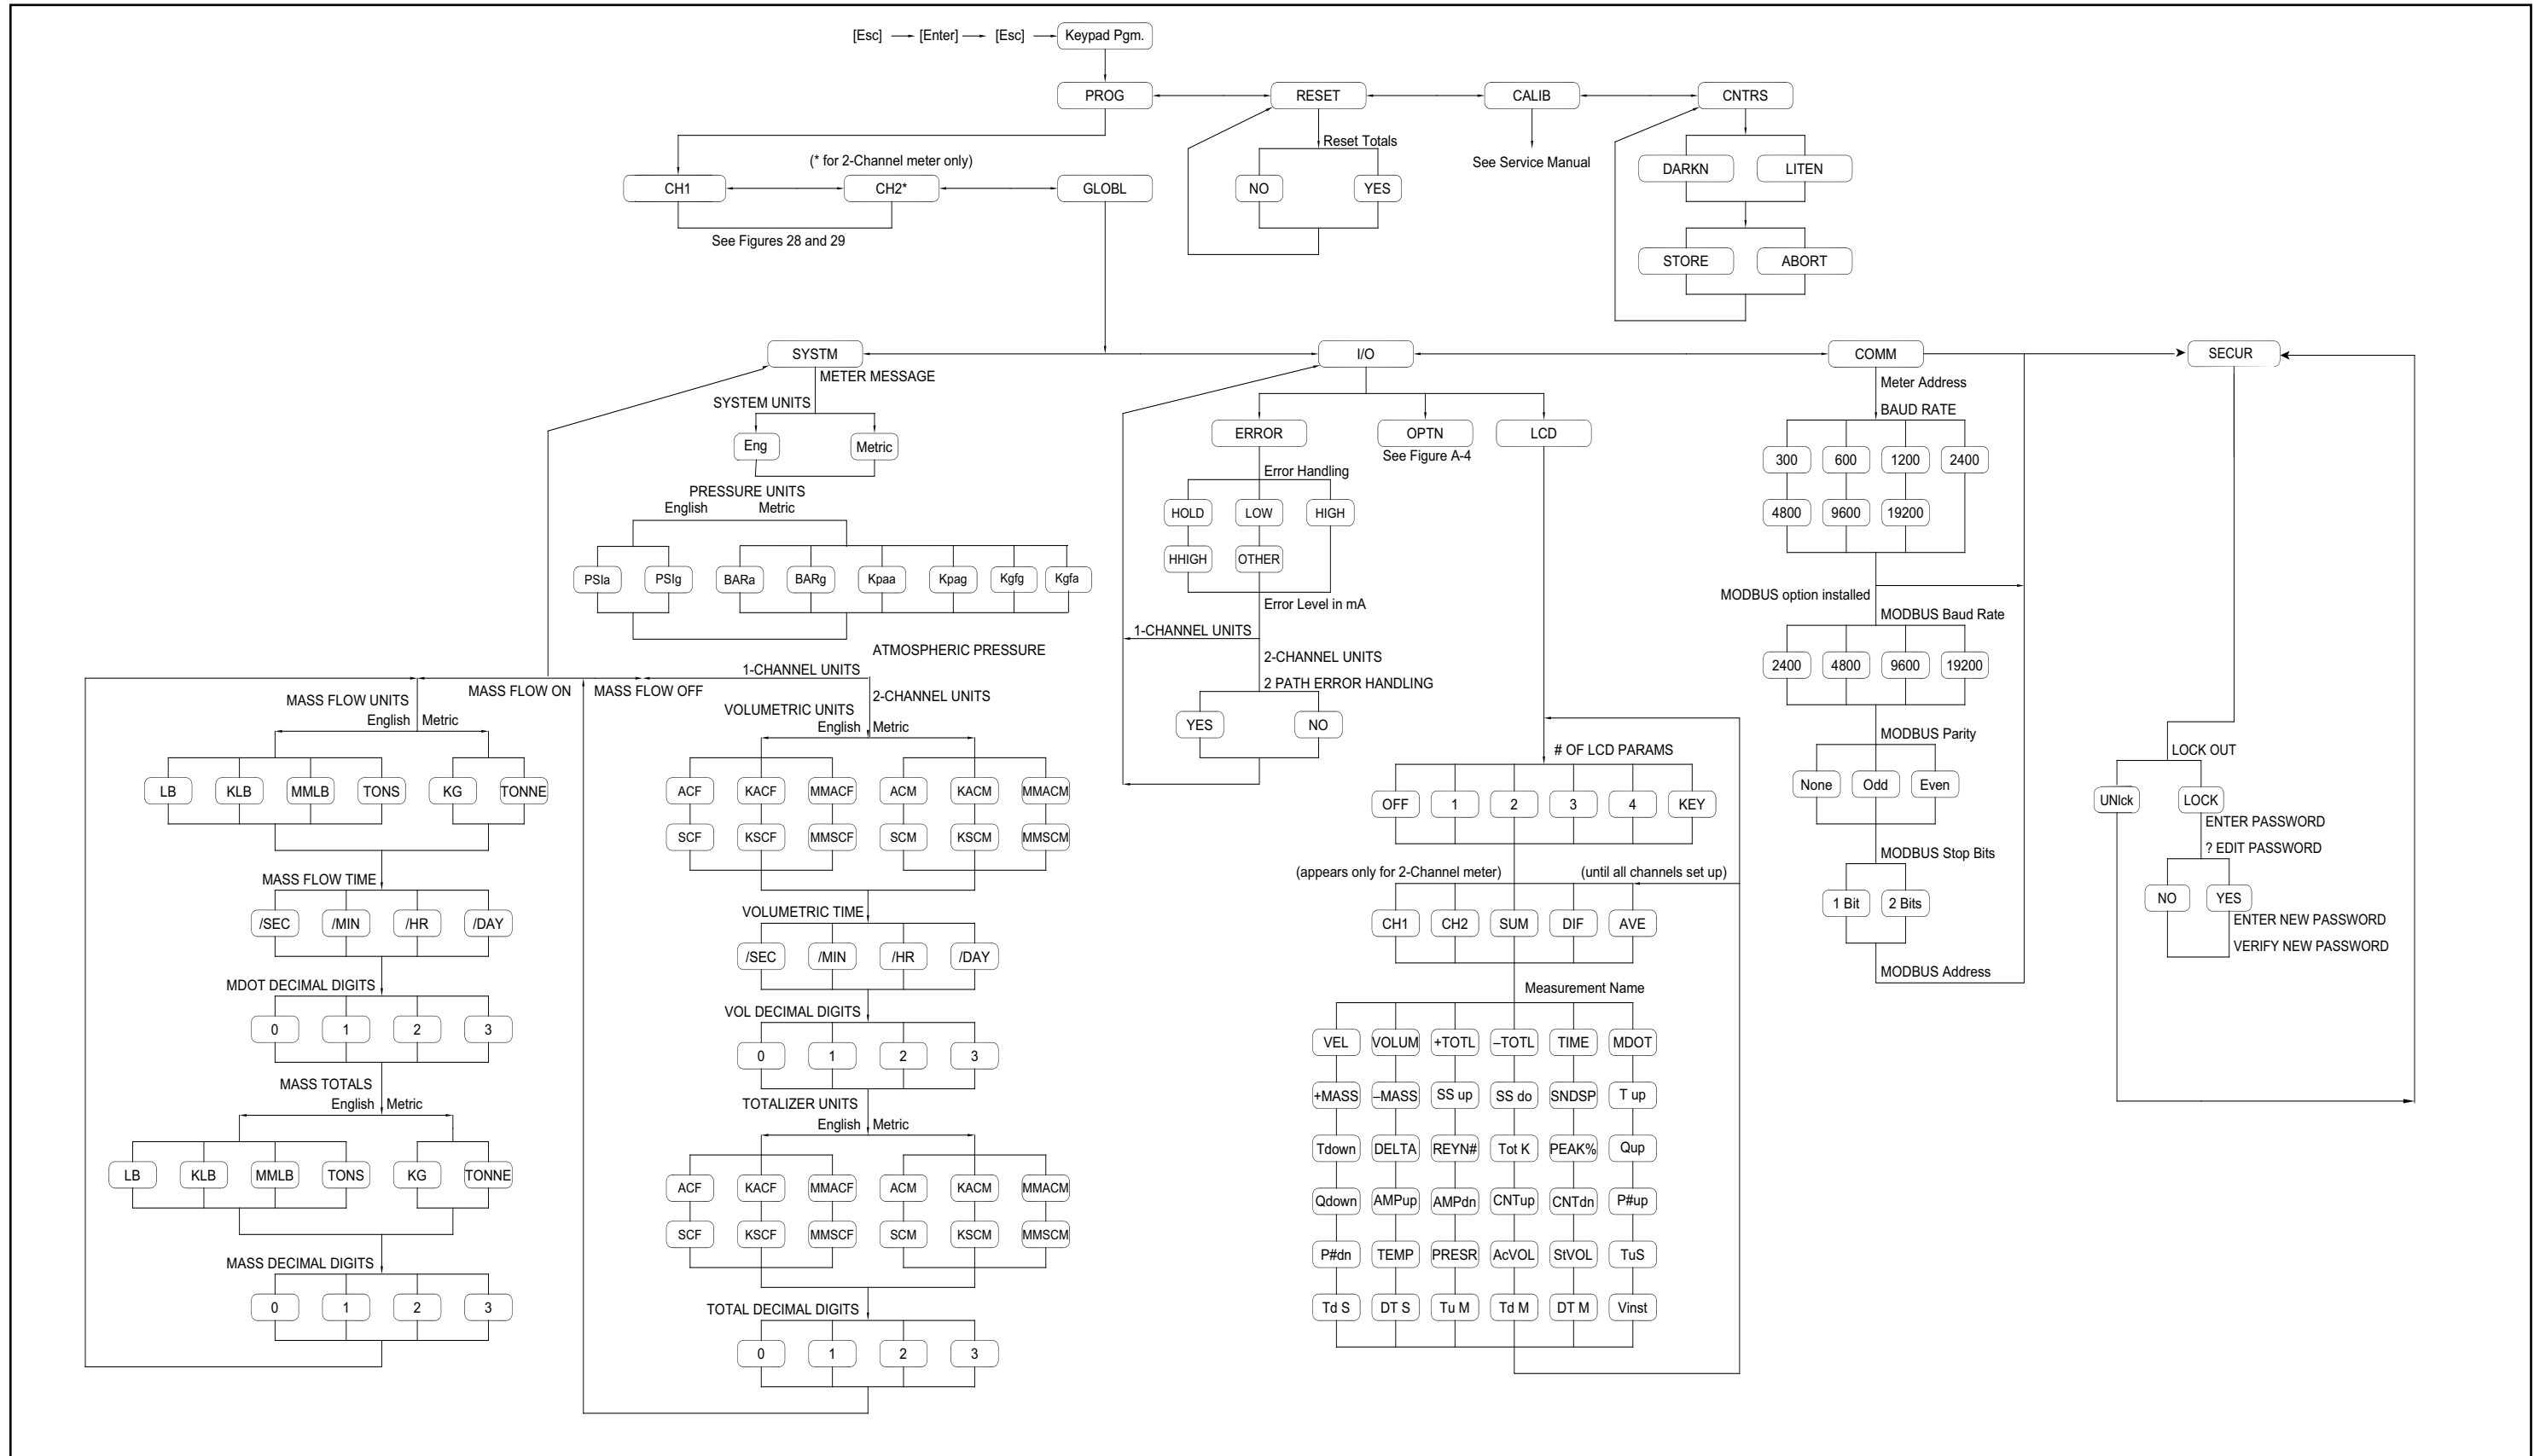 [Esc] [Enter] [Esc] Keypad Pgm.
PROG RESET CALIB CNTRS
Reset Totals
See Service Manual
(* for 2-Channel meter only)
DARKN LITEN
CH1 CH2* GLOBL
NO YES
See Figures 28 and 29
STORE ABORT
SYSTM I/O COMM SECUR
METER MESSAGE
SYSTEM UNITS
Eng Metric
PRESSURE UNITS
English Metric
PSIa PSIg BARa BARg Kpaa Kpag Kgfg Kgfa
ATMOSPHERIC PRESSURE
1-CHANNEL UNITS
MASS FLOW ON MASS FLOW OFF
2-CHANNEL UNITS
MASS FLOW UNITS
English Metric
LB KLB MMLB TONS KG TONNE
MASS FLOW TIME
/SEC /MIN /HR /DAY
MDOT DECIMAL DIGITS
0 1 2 3
MASS TOTALS
English Metric
LB KLB MMLB TONS KG TONNE
MASS DECIMAL DIGITS
0 1 2 3
VOLUMETRIC UNITS
English Metric
ACF KACF MMACF ACM KACM MMACM
SCF KSCF MMSCF SCM KSCM MMSCM
VOLUMETRIC TIME
/SEC /MIN /HR /DAY
VOL DECIMAL DIGITS
0 1 2 3
TOTALIZER UNITS
English Metric
ACF KACF MMACF ACM KACM MMACM
SCF KSCF MMSCF SCM KSCM MMSCM
TOTAL DECIMAL DIGITS
0 1 2 3
ERROR OPTN LCD
See Figure A-4
Error Handling
HOLD LOW HIGH
HHIGH OTHER
Error Level in mA
1-CHANNEL UNITS
2-CHANNEL UNITS
2 PATH ERROR HANDLING
YES NO
# OF LCD PARAMS
OFF 1 2 3 4 KEY
(appears only for 2-Channel meter) (until all channels set up)
CH1 CH2 SUM DIF AVE
Measurement Name
VEL VOLUM +TOTL –TOTL TIME MDOT
+MASS –MASS SS up SS do SNDSP T up
Tdown DELTA REYN# Tot K PEAK% Qup
Qdown AMPup AMPdn CNTup CNTdn P#up
P#dn TEMP PRESR AcVOL StVOL TuS
Td S DT S Tu M Td M DT M Vinst
Meter Address
BAUD RATE
300 600 1200 2400
4800 9600 19200
MODBUS option installed
MODBUS Baud Rate
2400 4800 9600 19200
MODBUS Parity
None Odd Even
MODBUS Stop Bits
1 Bit 2 Bits
MODBUS Address
LOCK OUT
UNlck LOCK
ENTER PASSWORD
? EDIT PASSWORD
NO YES
ENTER NEW PASSWORD
VERIFY NEW PASSWORD